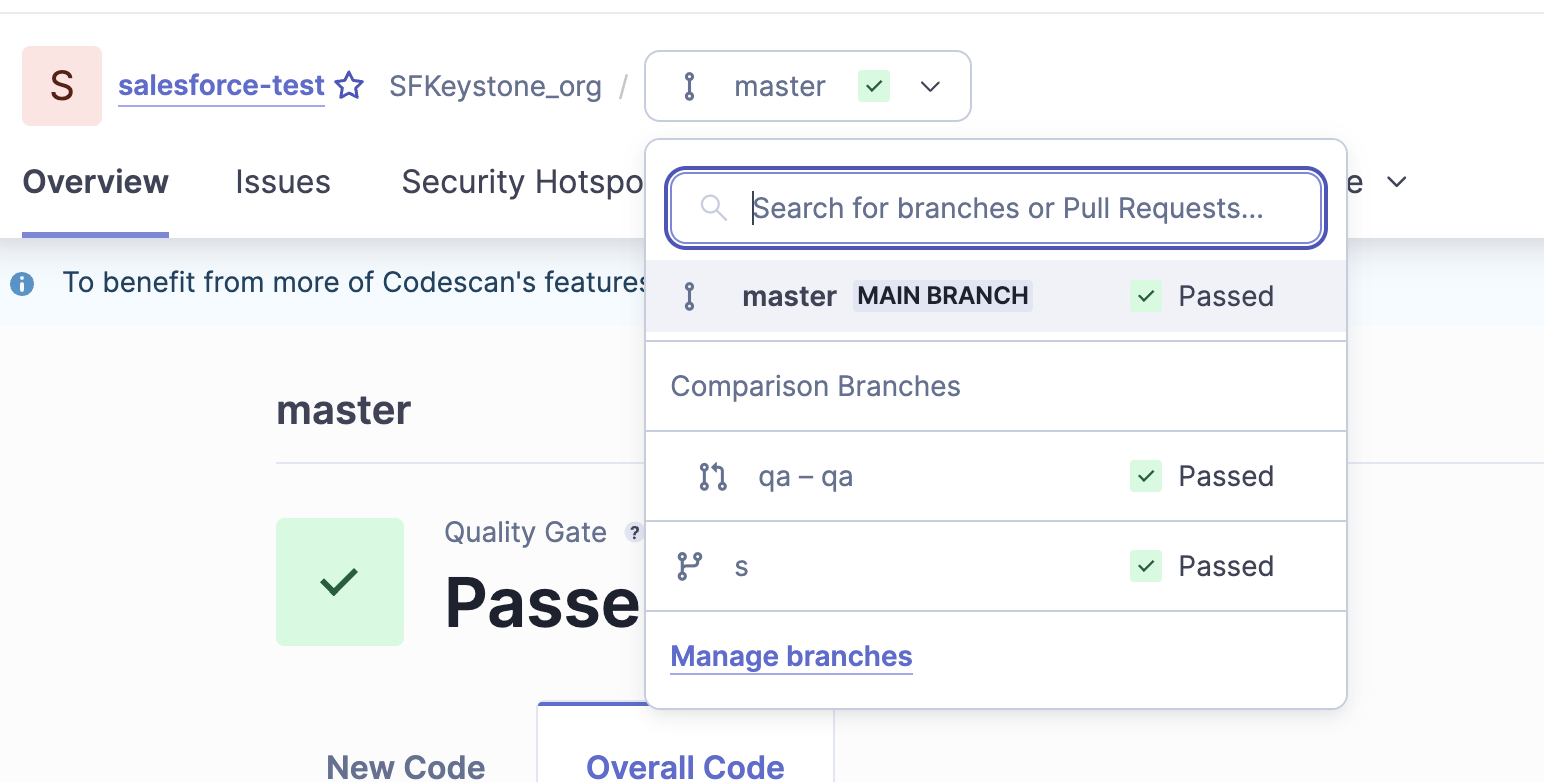 S salesforce-test SFKeystone_org / master
Overview Issues Security Hotspo e
Search for branches or Pull Requests...
To benefit from more of Codescan's features
master MAIN BRANCH Passed
Comparison Branches
master
qa – qa Passed
Quality Gate ?
s Passed
Passe
Manage branches
New Code Overall Code